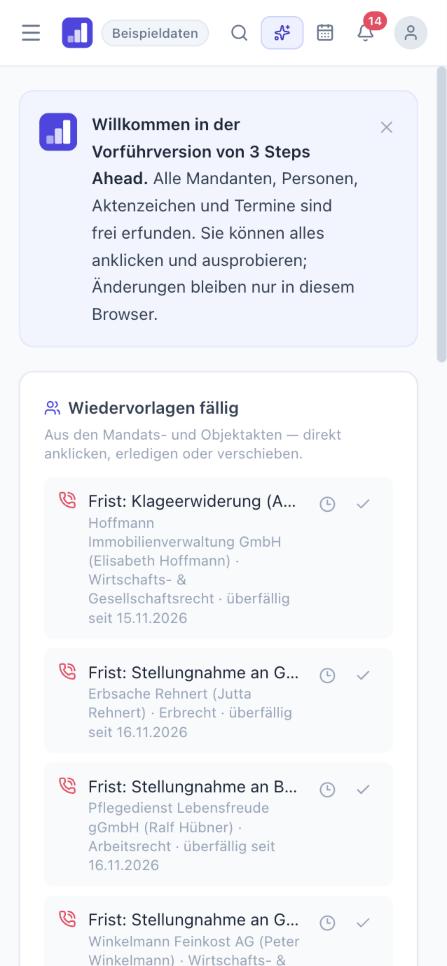 Beispieldaten
14
Willkommen in der
Vorführversion von 3 Steps
Ahead. Alle Mandanten, Personen,
Aktenzeichen und Termine sind
frei erfunden. Sie können alles
anklicken und ausprobieren;
Änderungen bleiben nur in diesem
Browser.
Wiedervorlagen fällig
Aus den Mandats- und Objektakten — direkt
anklicken, erledigen oder verschieben.
Frist: Klageerwiderung (A...
Hoffmann
Immobilienverwaltung GmbH
(Elisabeth Hoffmann) ·
Wirtschafts- &
Gesellschaftsrecht · überfällig
seit 15.11.2026
Frist: Stellungnahme an G...
Erbsache Rehnert (Jutta
Rehnert) · Erbrecht · überfällig
seit 16.11.2026
Frist: Stellungnahme an B...
Pflegedienst Lebensfreude
gGmbH (Ralf Hübner) ·
Arbeitsrecht · überfällig seit
16.11.2026
Frist: Stellungnahme an G...
Winkelmann Feinkost AG (Peter
Winkelmann) · Wirtschafts- &